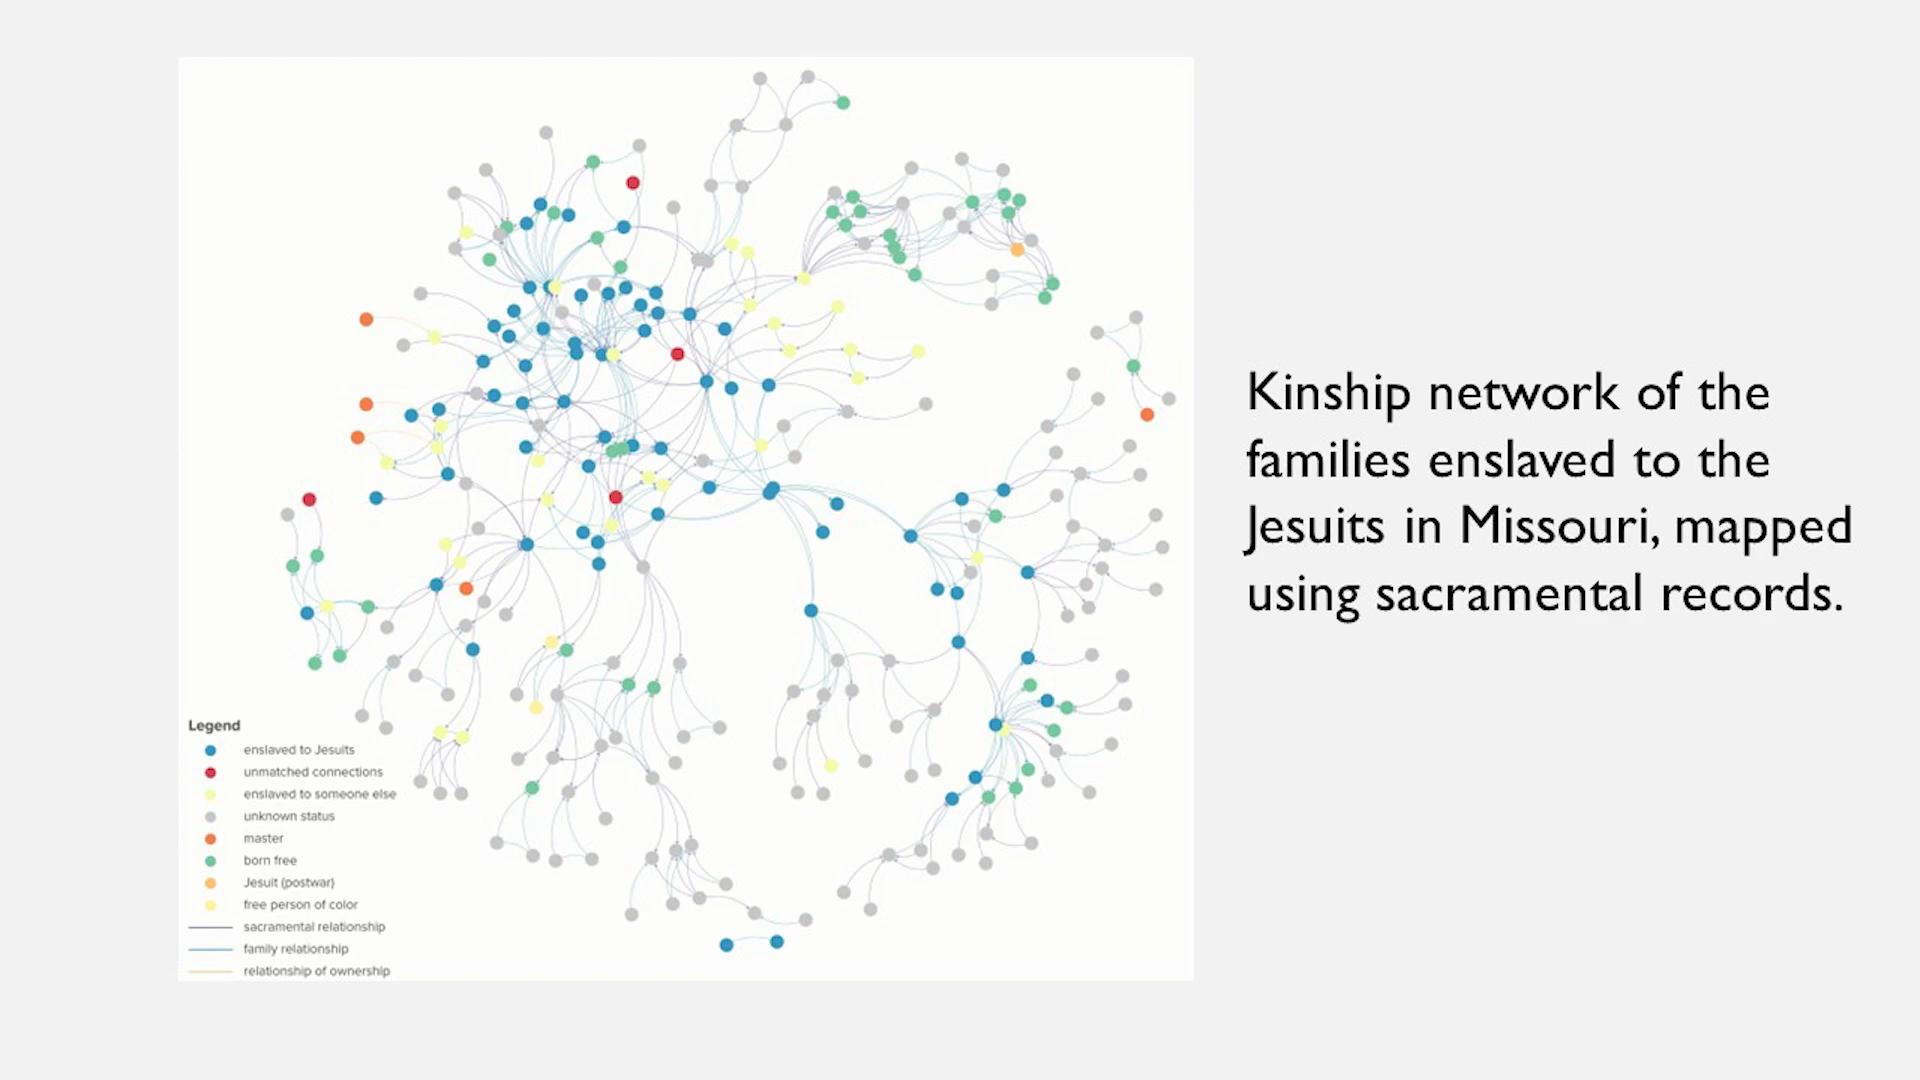 Kinship network of the
families enslaved to the
Jesuits in Missouri, mapped
using sacramental records.
Legend
enslaved to Jesuits
unmatched connections
enslaved to someone else
unknown status
master
born free
Jesuit (postwar)
free person of color
sacramental relationship
family relationship
relationship of ownership